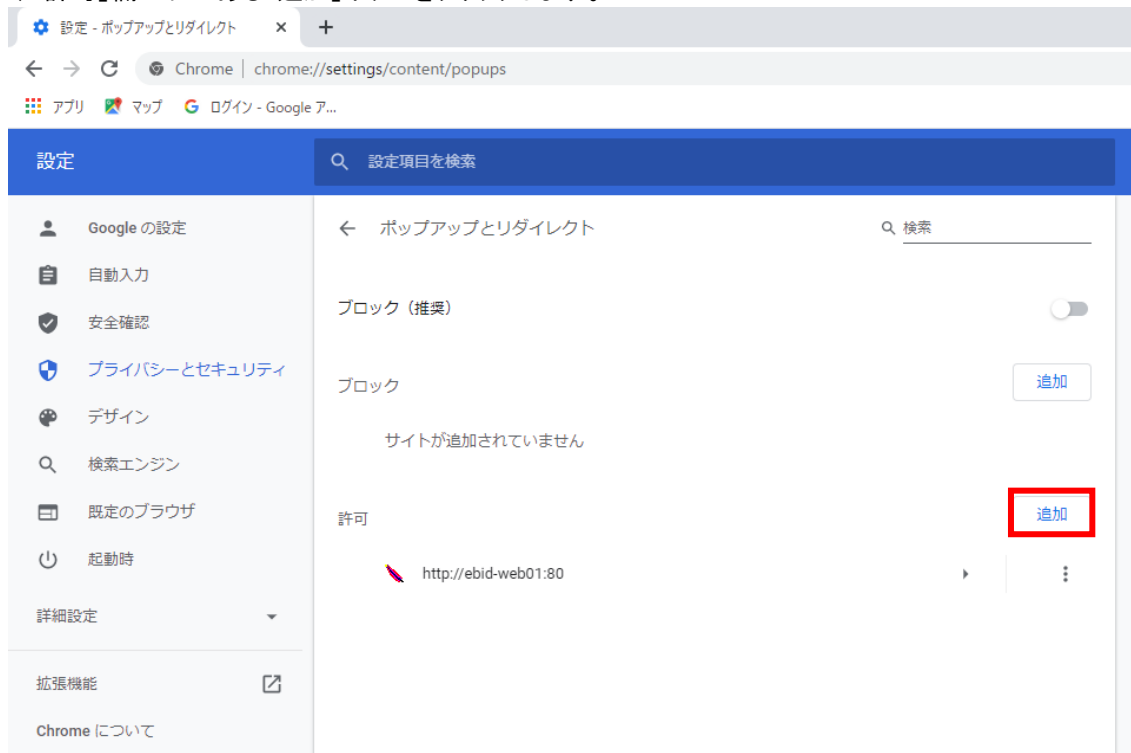 設定 - ポップアップとリダイレクト
Chrome | chrome://settings/content/popups
アプリ マップ G ログイン - Google ア...
設定
設定項目を検索
Google の設定
自動入力
安全確認
プライバシーとセキュリティ
デザイン
検索エンジン
既定のブラウザ
起動時
詳細設定
拡張機能
Chrome について
ポップアップとリダイレクト
検索
ブロック（推奨）
ブロック
追加
サイトが追加されていません
許可
追加
http://ebid-web01:80